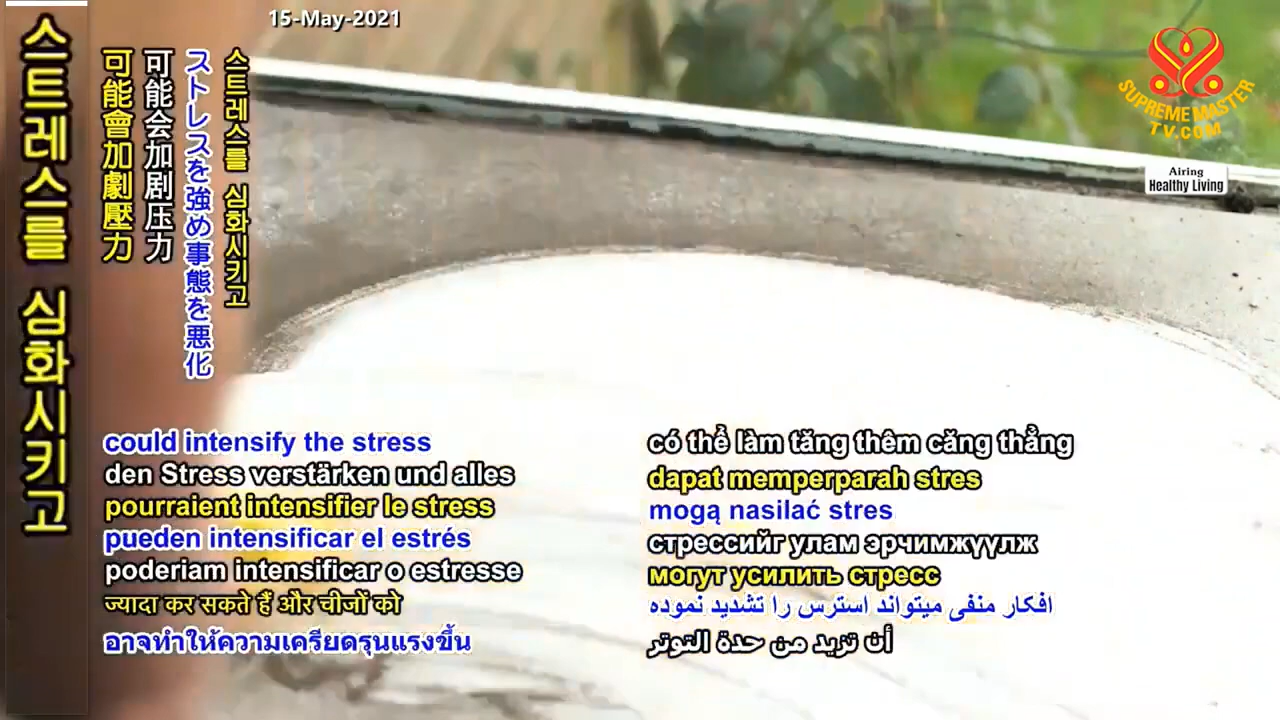 15-May-2021
SUPREME MASTER
TV.COM
Airing
Healthy Living
스트레스를 심화시키고
可能會加劇壓力
可能会加剧压力
ストレスを強め事態を悪化
스트레스를 심화시키고
could intensify the stress
den Stress verstärken und alles
pourraient intensifier le stress
pueden intensificar el estrés
poderiam intensificar o estresse
ज्यादा कर सकते हैं और चीजों को
อาจทำให้ความเครียดรุนแรงขึ้น
có thể làm tăng thêm căng thẳng
dapat memperparah stres
mogą nasilać stres
стрессийг улам эрчимжүүлж
могут усилить стресс
افکار منفی میتواند استرس را تشدید نموده
أن تزيد من حدة التوتر